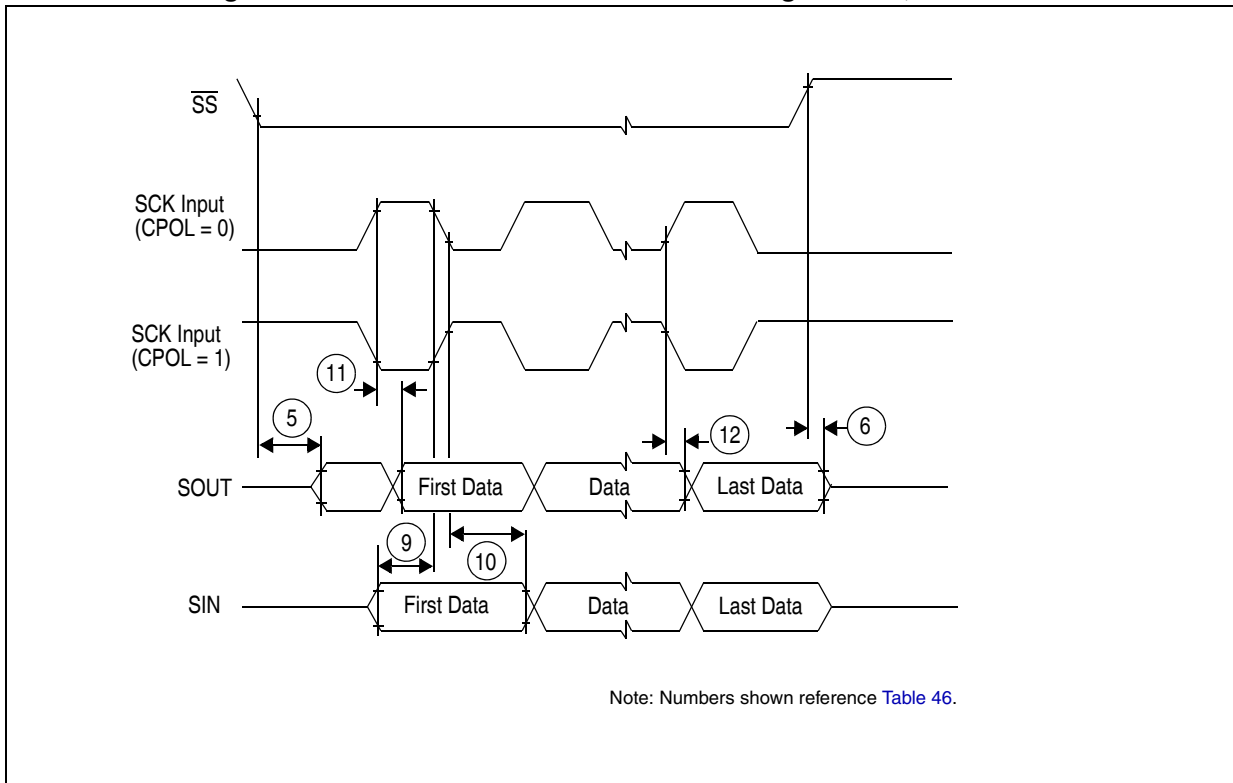 SS
SCK Input
(CPOL = 0)
SCK Input
(CPOL = 1)
11
5
12
6
SOUT
First Data
Data
Last Data
9
10
SIN
First Data
Data
Last Data
Note: Numbers shown reference Table 46.